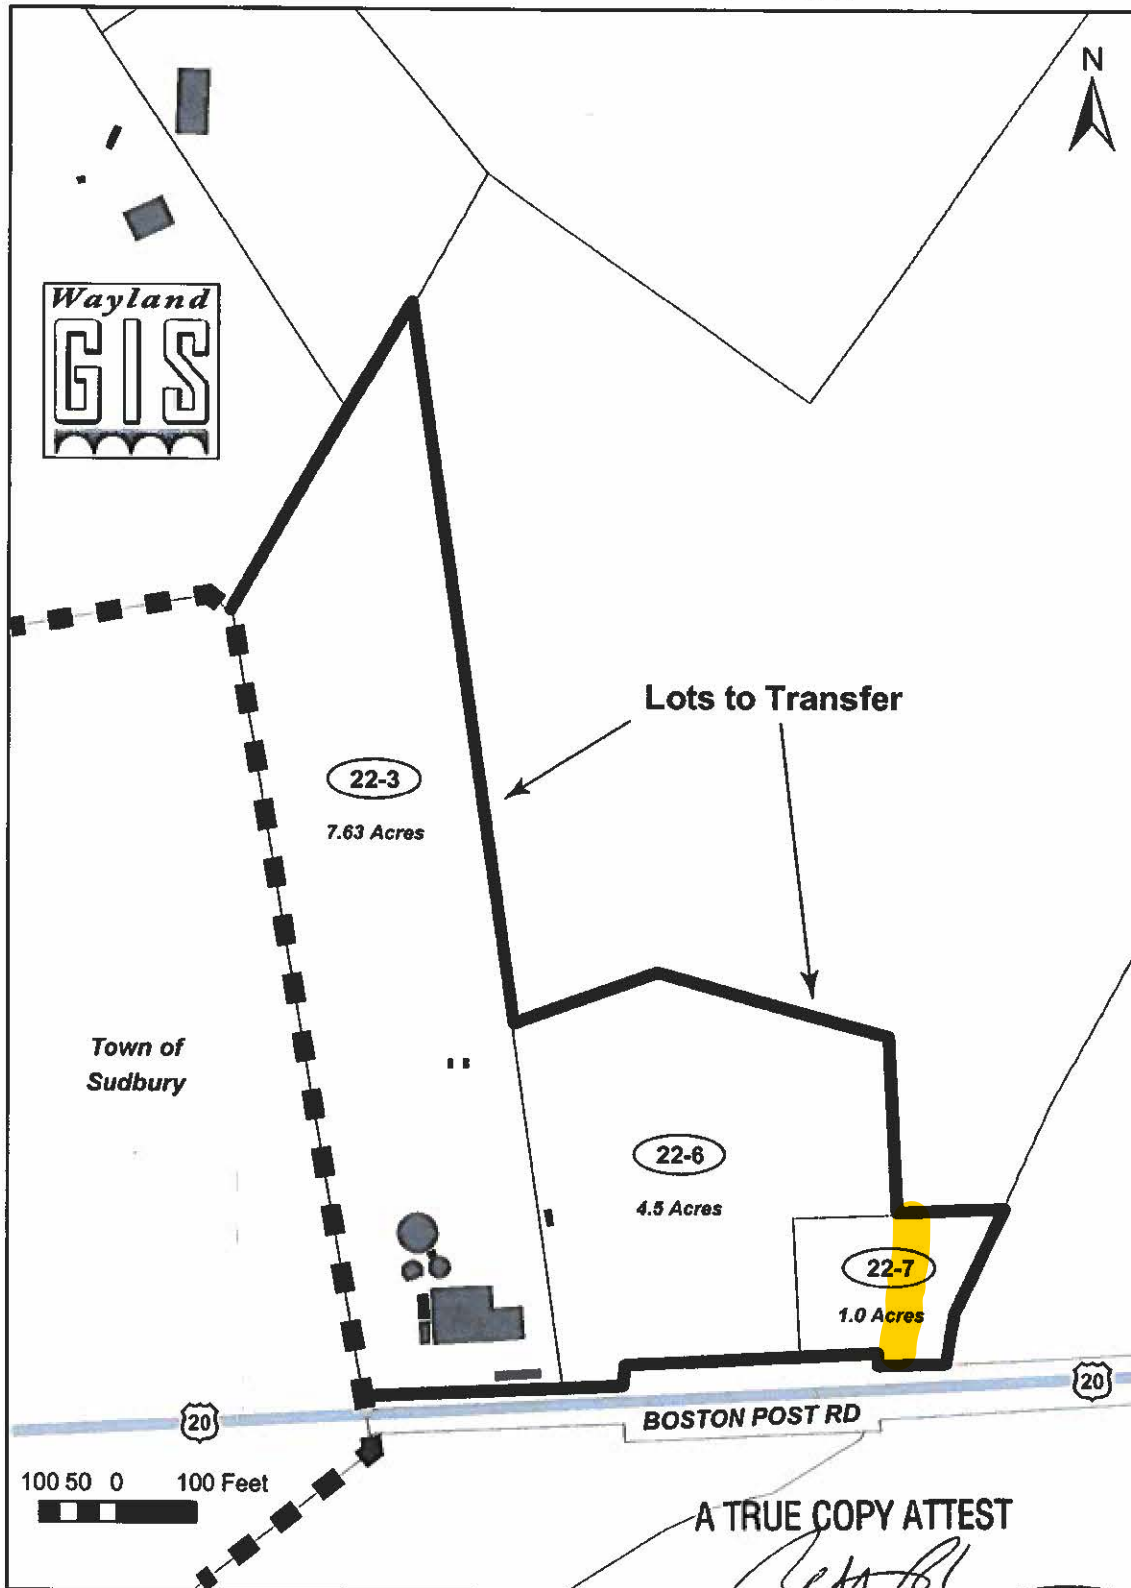 N
Wayland
GIS
Lots to Transfer
22-3
7.63 Acres
Town of
Sudbury
22-6
4.5 Acres
22-7
1.0 Acres
20
20
BOSTON POST RD
100 50 0 100 Feet
A TRUE COPY ATTEST